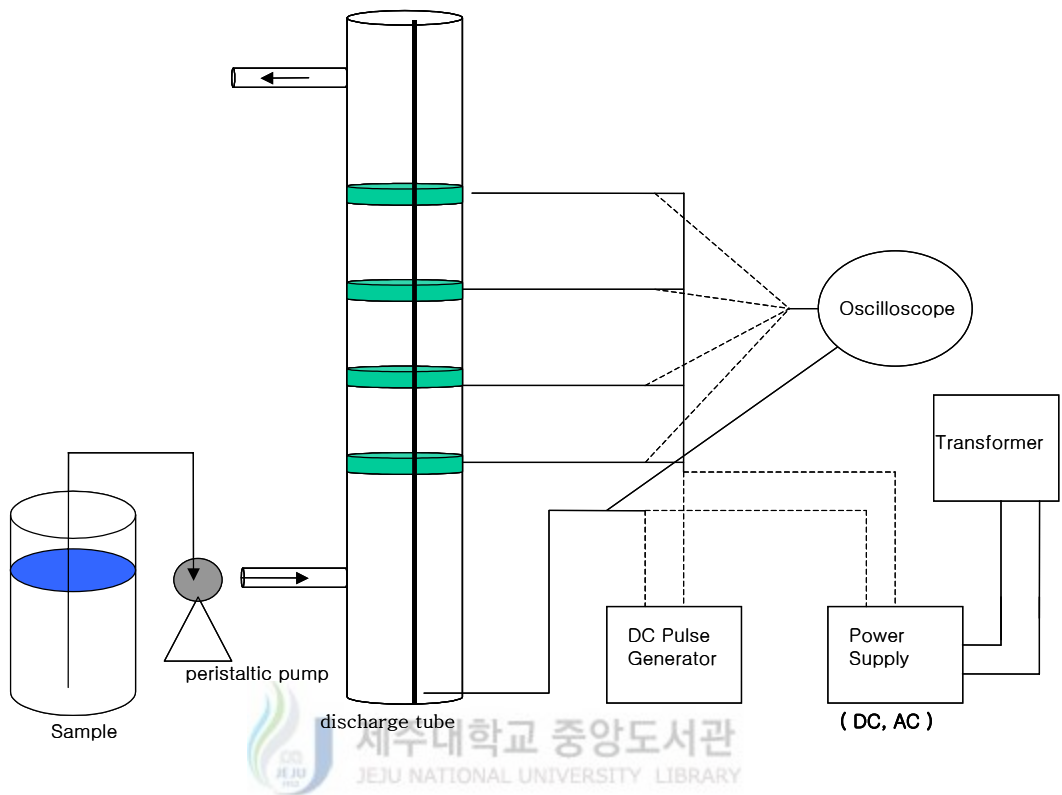 Oscilloscope
Transformer
DC Pulse
Generator
Power
Supply
( DC, AC )
peristaltic pump
discharge tube
Sample
제주대학교 중앙도서관
JEJU NATIONAL UNIVERSITY LIBRARY
JEJU